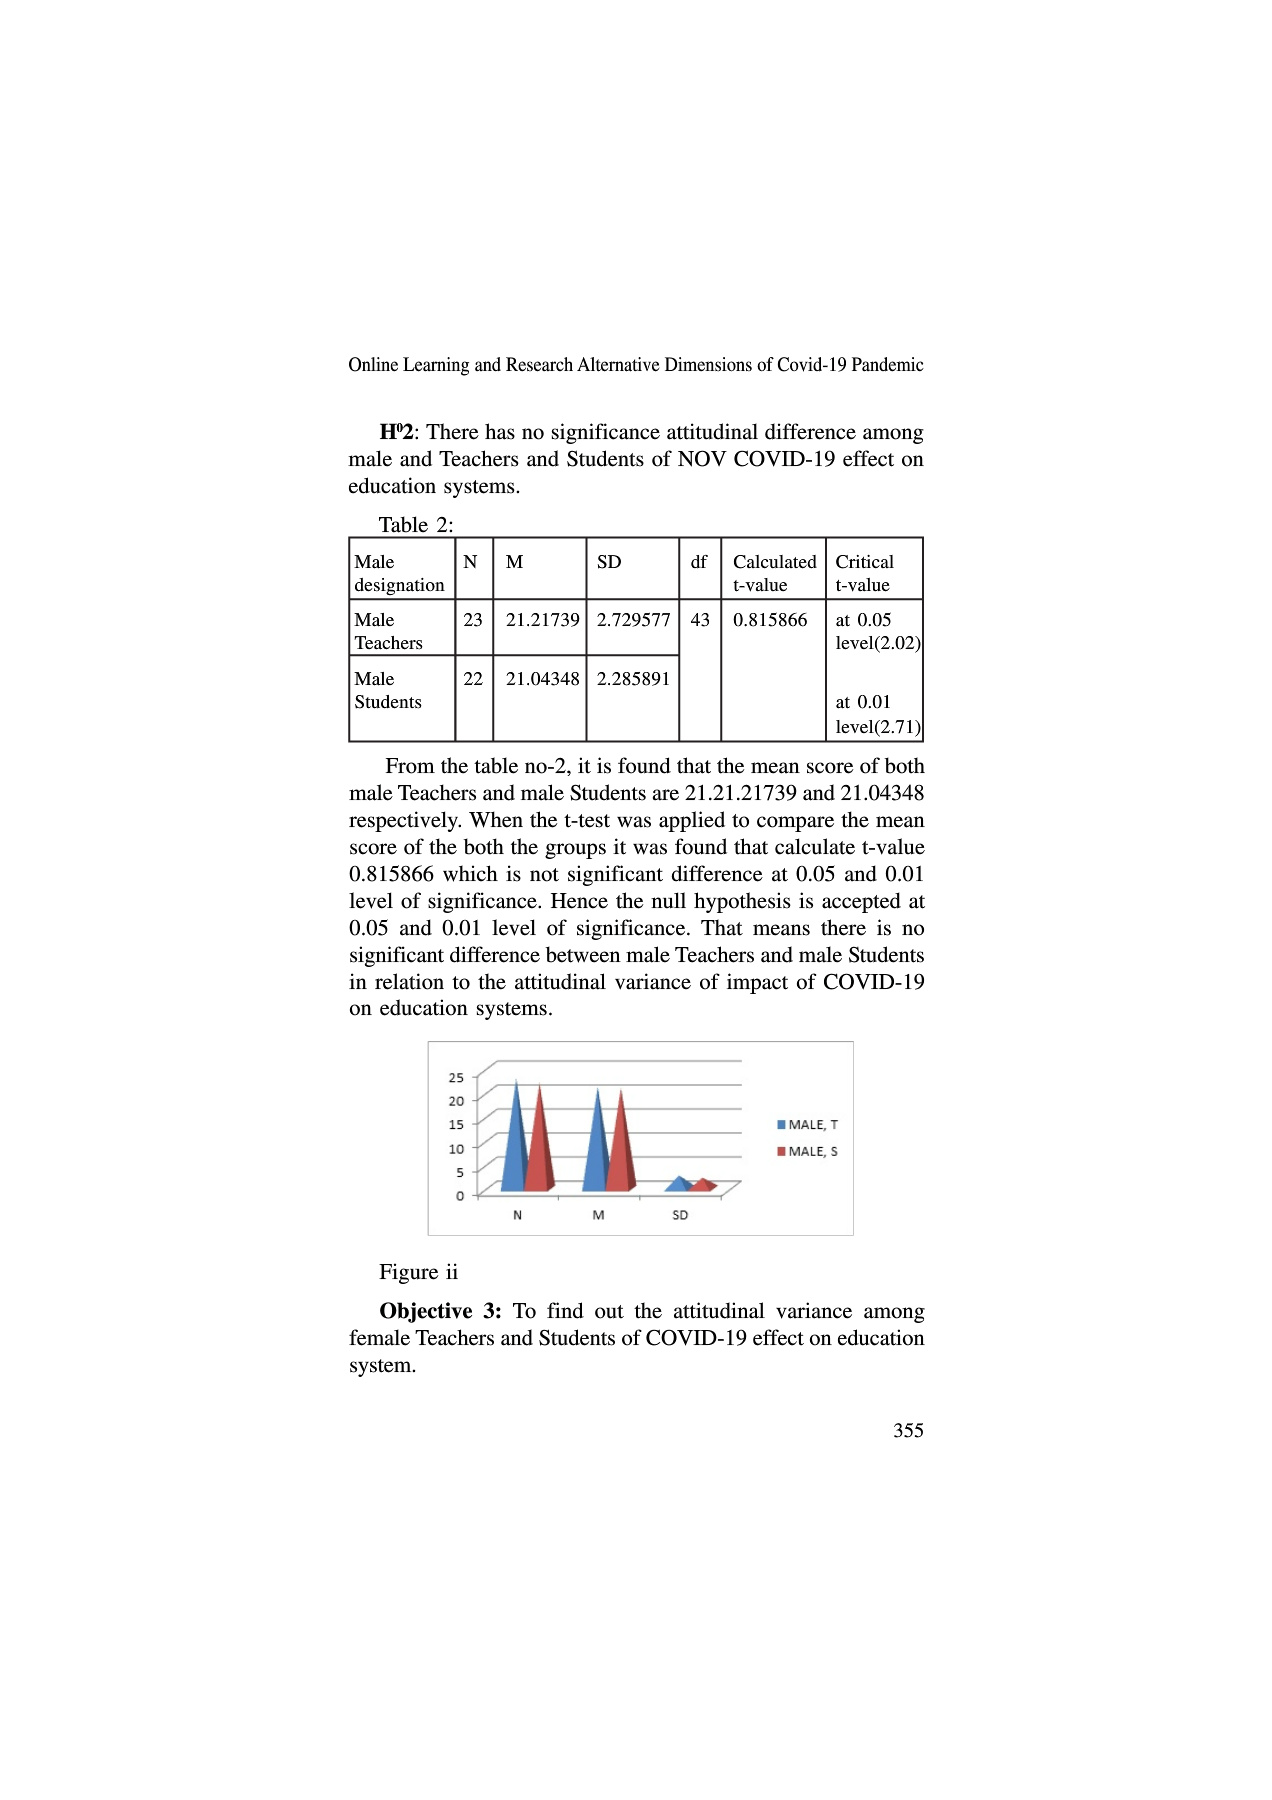 Online Learning and Research Alternative Dimensions of Covid-19 Pandemic
H⁰2: There has no significance attitudinal difference among
male and Teachers and Students of NOV COVID-19 effect on
education systems.
Table 2:
Male designation N M SD df Calculated t-value Critical t-value
Male Teachers 23 21.21739 2.729577 43 0.815866 at 0.05 level(2.02)
Male Students 22 21.04348 2.285891 at 0.01 level(2.71)
From the table no-2, it is found that the mean score of both
male Teachers and male Students are 21.21.21739 and 21.04348
respectively. When the t-test was applied to compare the mean
score of the both the groups it was found that calculate t-value
0.815866 which is not significant difference at 0.05 and 0.01
level of significance. Hence the null hypothesis is accepted at
0.05 and 0.01 level of significance. That means there is no
significant difference between male Teachers and male Students
in relation to the attitudinal variance of impact of COVID-19
on education systems.
25
20
15
10
5
0
N M SD
MALE, T
MALE, S
Figure ii
Objective 3: To find out the attitudinal variance among
female Teachers and Students of COVID-19 effect on education
system.
355